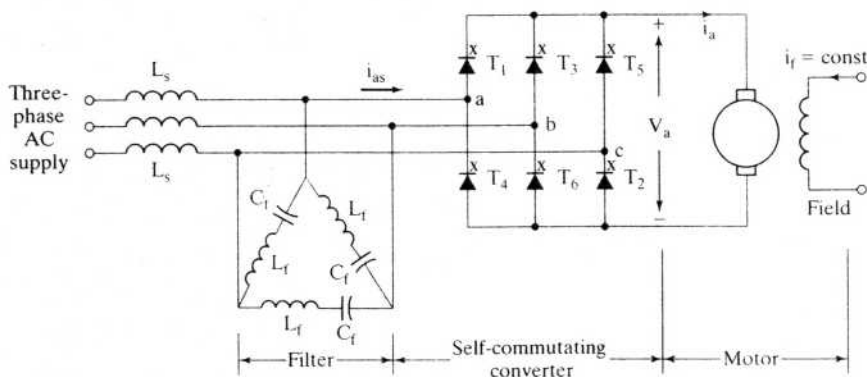 Three-
phase
AC
supply
L_s
L_s
i_as
a
b
c
x
x
x
T_1
T_3
T_5
x
x
x
T_4
T_6
T_2
+
V_a
−
i_a
i_f = const
Field
C_f
L_f
L_f
C_f
L_f
C_f
Filter
Self-commutating
converter
Motor